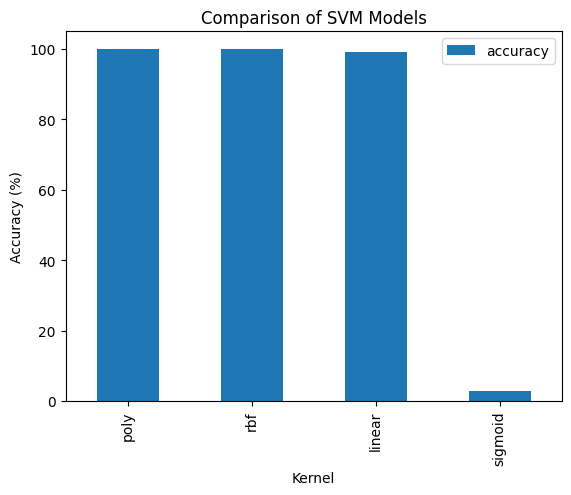 Comparison of SVM Models
accuracy
Accuracy (%)
100
80
60
40
20
0
poly
rbf
linear
sigmoid
Kernel